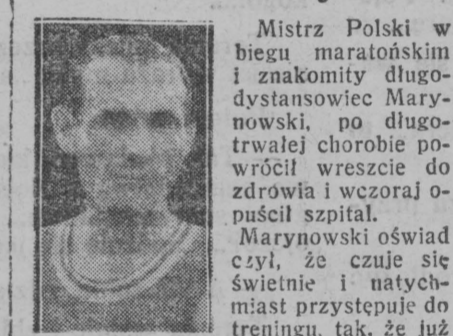 Mistrz Polski w
biegu maratońskim
i znakomity długo-
dystansowiec Mary-
nowski, po długo-
trwałej chorobie po-
wrócił wreszcie do
zdrowia i wczoraj o-
puścił szpital.
Marynowski oświad
czył, że czuje się
świetnie i natych-
miast przystępuje do
treningu, tak, że już